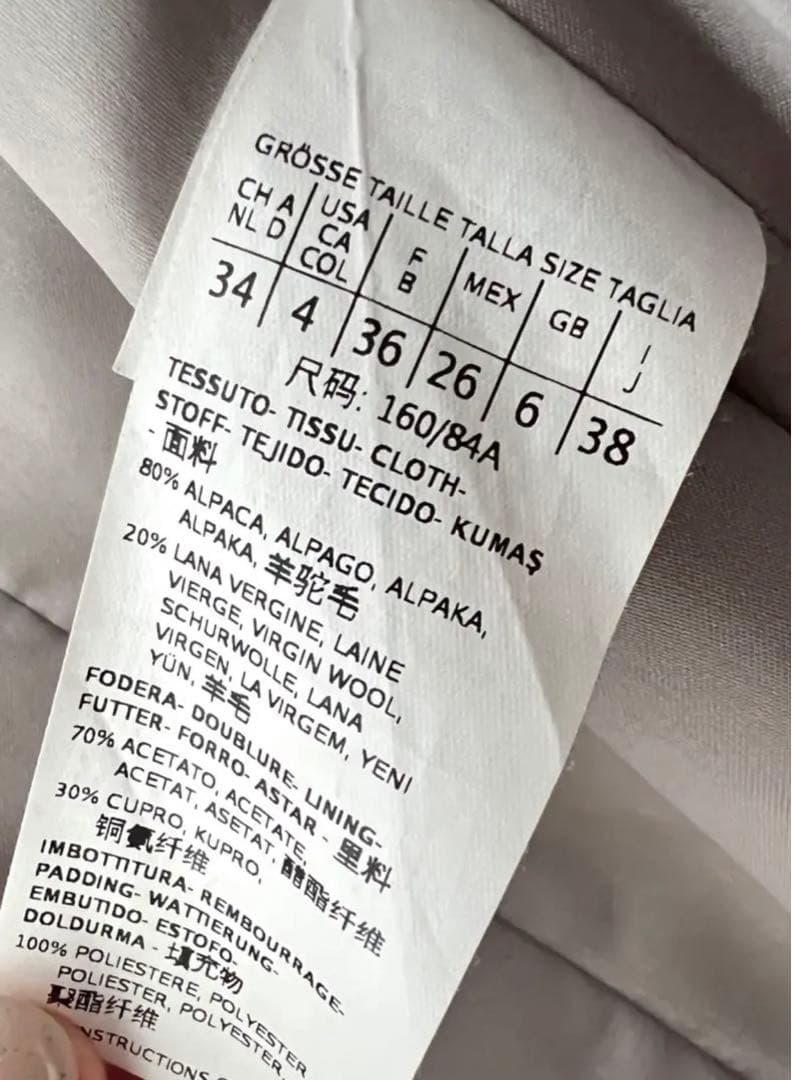 GRÖSSE TAILLE TALLA SIZE TAGLIA
CH A NL D USA CA COL F B MEX GB I J
34 4 36 26 6 38
尺码: 160/84A
TESSUTO- TISSU- CLOTH-
STOFF- TEJIDO- TECIDO- KUMAŞ
- 面料
80% ALPACA, ALPAGO, ALPAKA,
ALPAKA, 羊驼毛
20% LANA VERGINE, LAINE
VIERGE, VIRGIN WOOL,
SCHURWOLLE, LANA
VIRGEN, LA VIRGEM, YENI
YÜN, 羊毛
FODERA- DOUBLURE- LINING-
FUTTER- FORRO- ASTAR - 里料
70% ACETATO, ACETATE,
ACETAT, ASETAT, 醋酯纤维
30% CUPRO, KUPRO,
铜氨纤维
IMBOTTITURA- REMBOURRAGE-
PADDING- WATTIERUNG-
EMBUTIDO- ESTOFO-
DOLDURMA - 填充物
100% POLIESTERE, POLYESTER
POLIESTER, POLYESTER,
聚酯纤维
INSTRUCTIONS